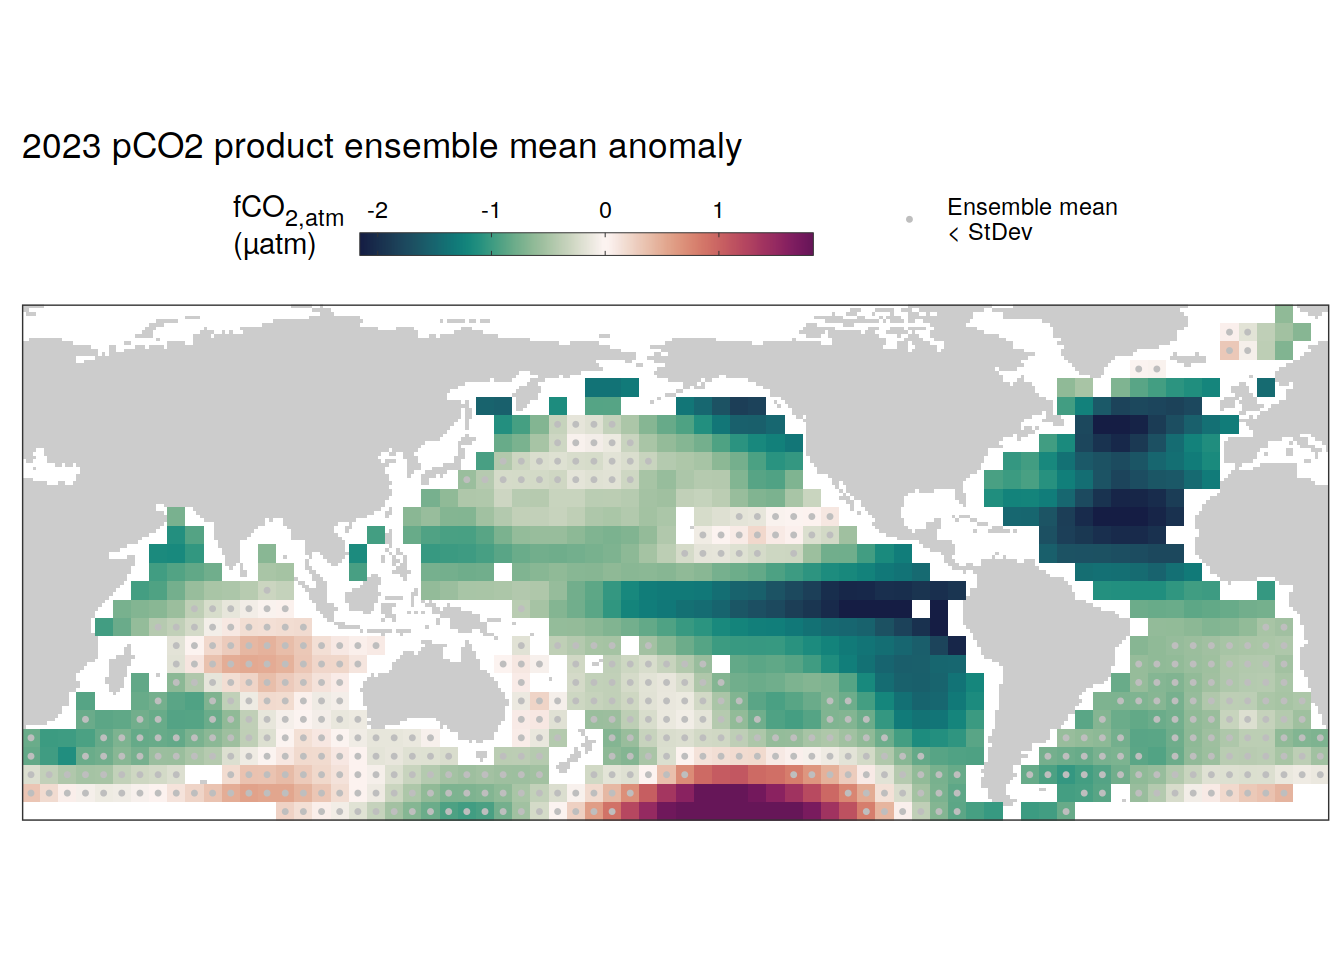 2023 pCO2 product ensemble mean anomaly
fCO2,atm
(µatm)
-2 -1 0 1
Ensemble mean
< StDev